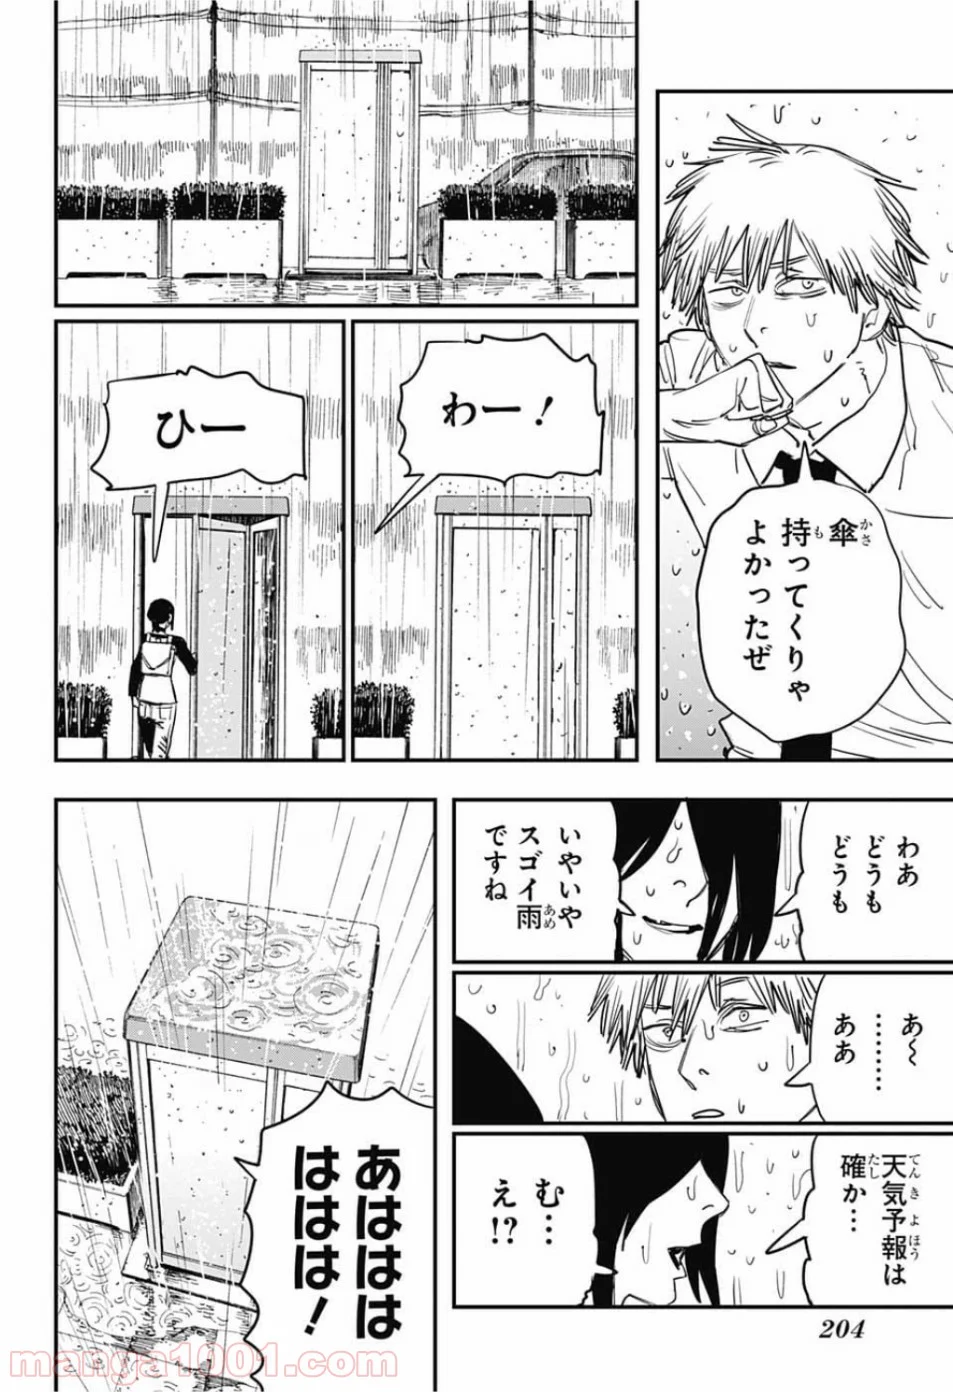 傘
持ってくりゃ
よかったぜ
わー！
ひー
わあ
どうも
どうも
いやいや
スゴイ雨
ですね
あ〜
………
ああ
天気予報は
確か…
む…
え!?
あははは
ははは！
204
manga1001.com